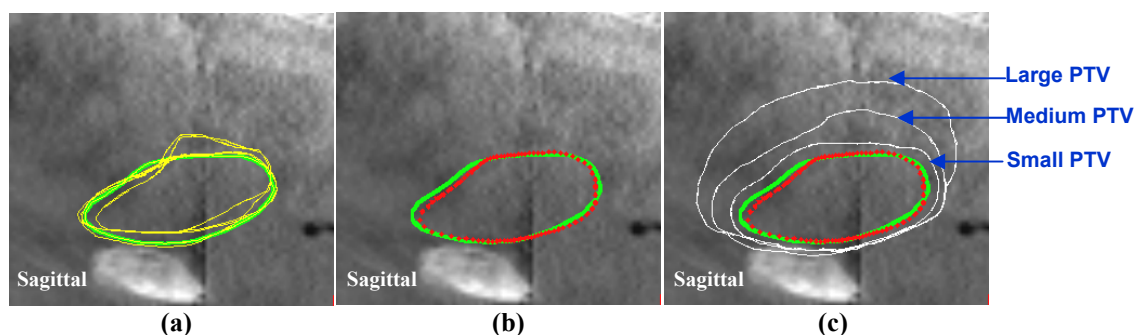 Large PTV
Medium PTV
Small PTV
Sagittal
Sagittal
Sagittal
(a)
(b)
(c)